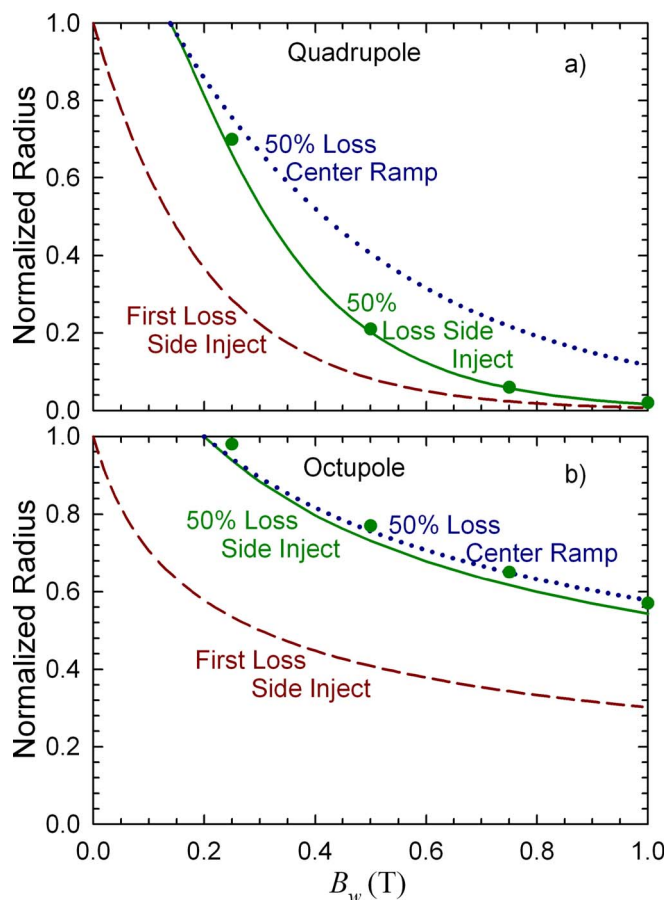 1.0
Quadrupole
a)
0.8
50% Loss
Center Ramp
0.6
Normalized Radius
0.4
First Loss
Side Inject
50%
Loss Side
Inject
0.2
0.0
1.0
Octupole
b)
0.8
50% Loss
Side Inject
50% Loss
Center Ramp
0.6
Normalized Radius
0.4
First Loss
Side Inject
0.2
0.0
0.0 0.2 0.4 0.6 0.8 1.0
B_w (T)